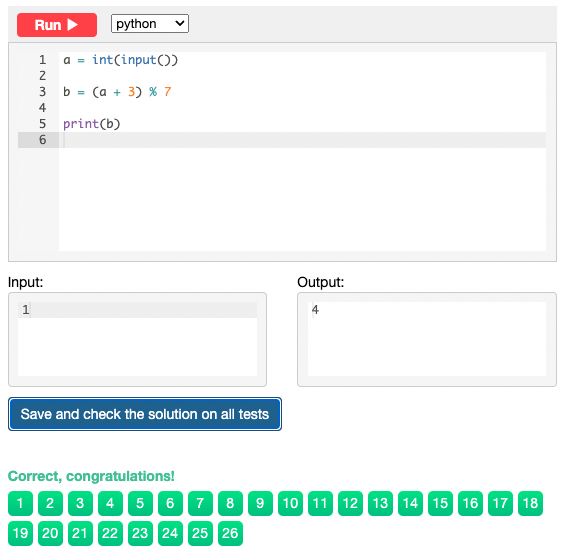 Run ▶ python
1 a = int(input())
2
3 b = (a + 3) % 7
4
5 print(b)
6
Input: Output:
1 4
Save and check the solution on all tests
Correct, congratulations!
1 2 3 4 5 6 7 8 9 10 11 12 13 14 15 16 17 18
19 20 21 22 23 24 25 26